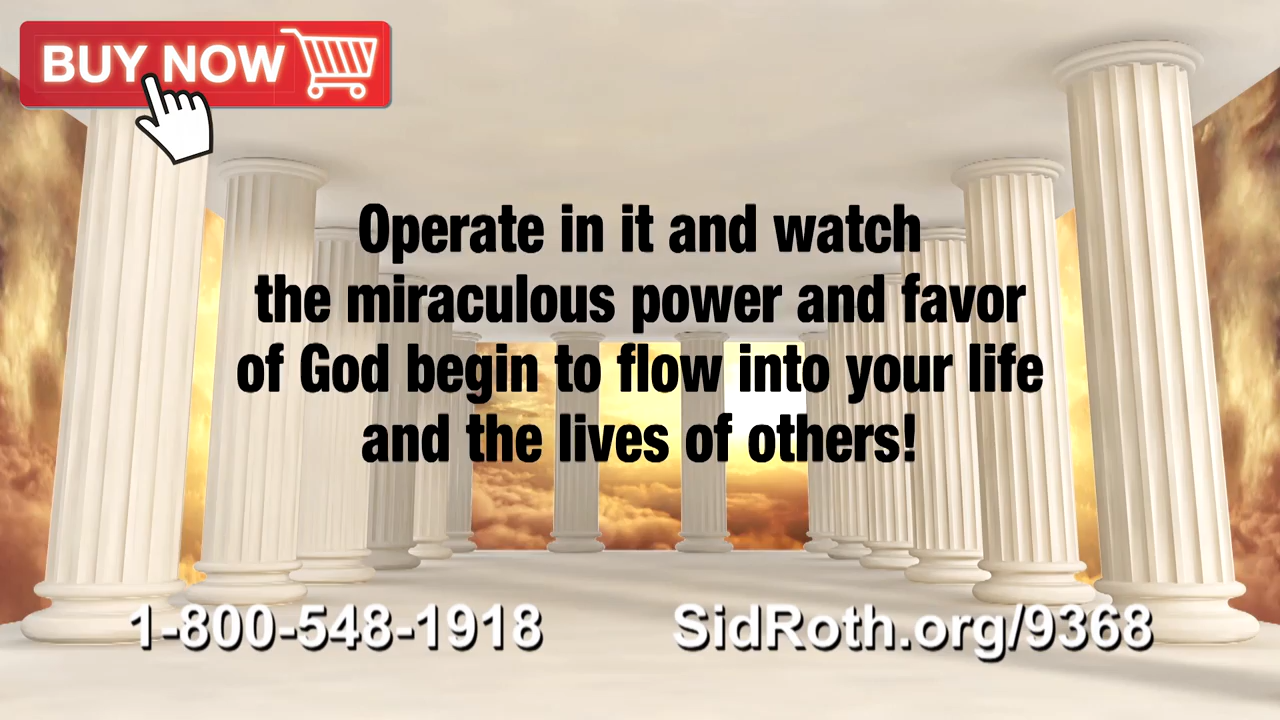 BUY NOW
Operate in it and watch
the miraculous power and favor
of God begin to flow into your life
and the lives of others!
1-800-548-1918
SidRoth.org/9368